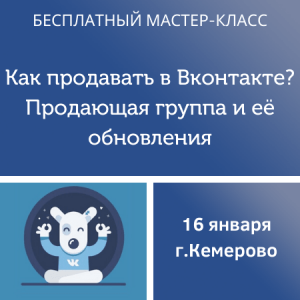 БЕСПЛАТНЫЙ МАСТЕР-КЛАСС
Как продавать в Вконтакте?
Продающая группа и её
обновления
16 января
г.Кемерово